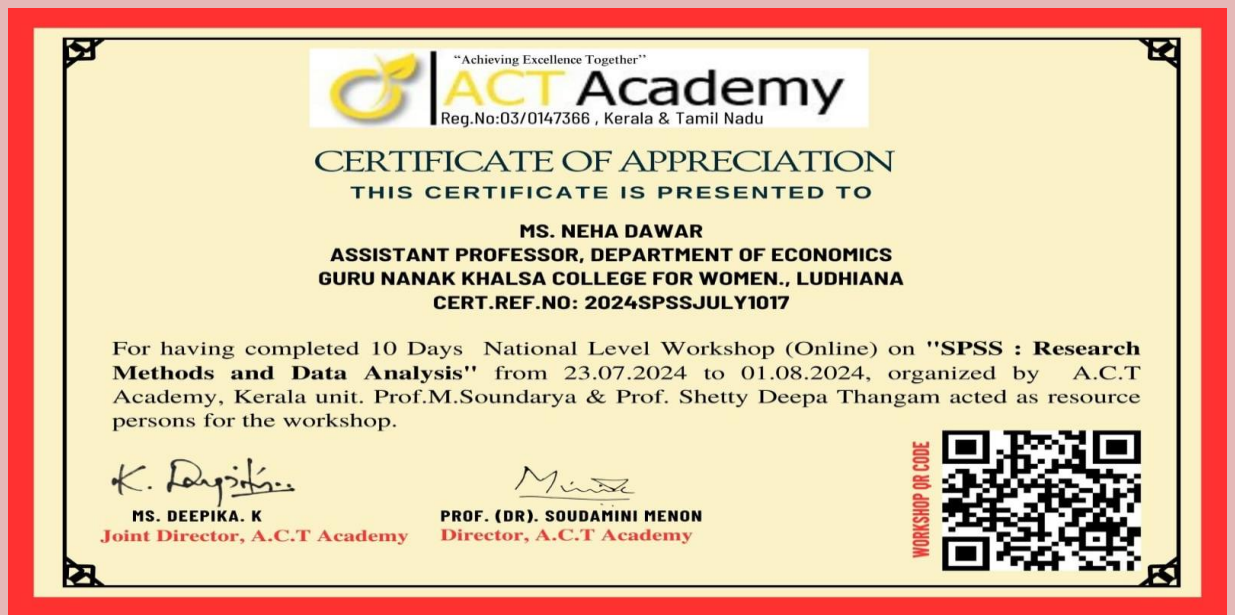 "Achieving Excellence Together"
ACT Academy
Reg.No:03/0147366 , Kerala & Tamil Nadu
CERTIFICATE OF APPRECIATION
THIS CERTIFICATE IS PRESENTED TO
MS. NEHA DAWAR
ASSISTANT PROFESSOR, DEPARTMENT OF ECONOMICS
GURU NANAK KHALSA COLLEGE FOR WOMEN., LUDHIANA
CERT.REF.NO: 2024SPSSJULY1017
For having completed 10 Days National Level Workshop (Online) on "SPSS : Research
Methods and Data Analysis" from 23.07.2024 to 01.08.2024, organized by A.C.T
Academy, Kerala unit. Prof.M.Soundarya & Prof. Shetty Deepa Thangam acted as resource
persons for the workshop.
WORKSHOP QR CODE
MS. DEEPIKA. K
Joint Director, A.C.T Academy
PROF. (DR). SOUDAMINI MENON
Director, A.C.T Academy